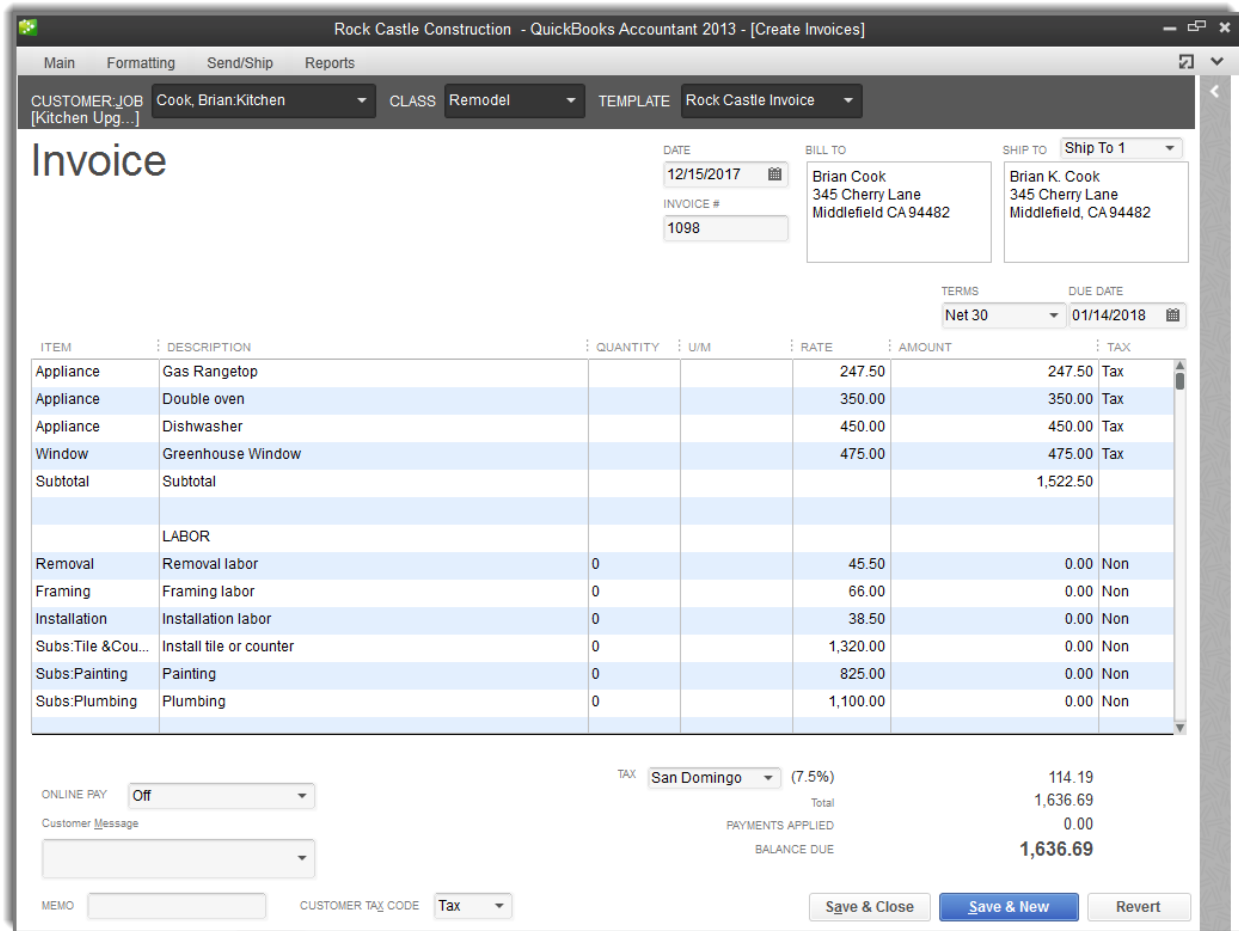 Rock Castle Construction - QuickBooks Accountant 2013 - [Create Invoices]
Main Formatting Send/Ship Reports
CUSTOMER:JOB Cook, Brian:Kitchen CLASS Remodel TEMPLATE Rock Castle Invoice
[Kitchen Upg...]
Invoice
DATE
12/15/2017
INVOICE #
1098
BILL TO
Brian Cook
345 Cherry Lane
Middlefield CA 94482
SHIP TO Ship To 1
Brian K. Cook
345 Cherry Lane
Middlefield, CA 94482
TERMS DUE DATE
Net 30 01/14/2018
ITEM DESCRIPTION QUANTITY U/M RATE AMOUNT TAX
Appliance Gas Rangetop 247.50 247.50 Tax
Appliance Double oven 350.00 350.00 Tax
Appliance Dishwasher 450.00 450.00 Tax
Window Greenhouse Window 475.00 475.00 Tax
Subtotal Subtotal 1,522.50
LABOR
Removal Removal labor 0 45.50 0.00 Non
Framing Framing labor 0 66.00 0.00 Non
Installation Installation labor 0 38.50 0.00 Non
Subs:Tile &Cou... Install tile or counter 0 1,320.00 0.00 Non
Subs:Painting Painting 0 825.00 0.00 Non
Subs:Plumbing Plumbing 0 1,100.00 0.00 Non
TAX San Domingo (7.5%) 114.19
Total 1,636.69
PAYMENTS APPLIED 0.00
BALANCE DUE 1,636.69
ONLINE PAY Off
Customer Message
MEMO CUSTOMER TAX CODE Tax
Save & Close Save & New Revert